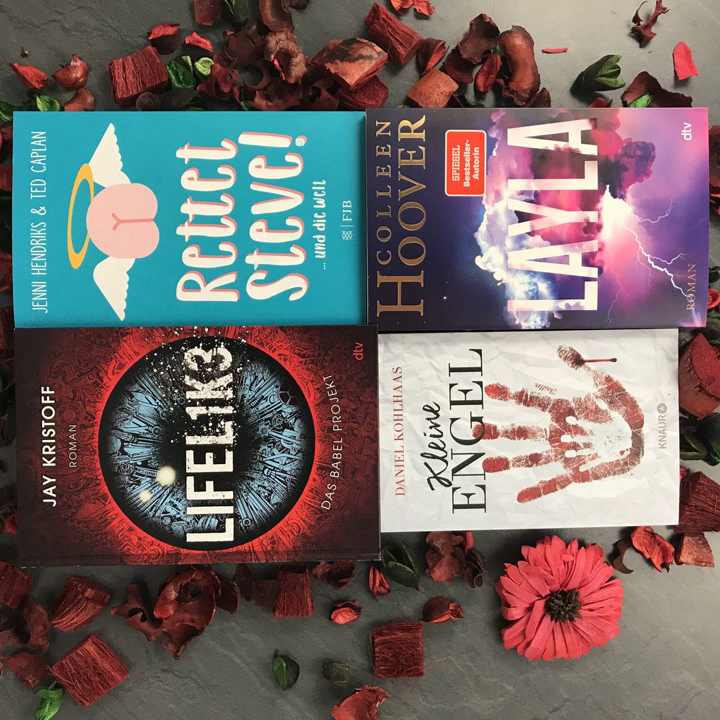 JENNI HENDRIKS & TED CAPLAN
Rettet
Steve!
... und die Welt
FJB
COLLEEN
HOOVER
SPIEGEL
Bestseller-
Autorin
LAYLA
ROMAN
dtv
JAY KRISTOFF
ROMAN
LIFEL1K3
DAS BABEL PROJEKT
dtv
DANIEL KOHLHAAS
Kleine
ENGEL
Thriller
KNAUR